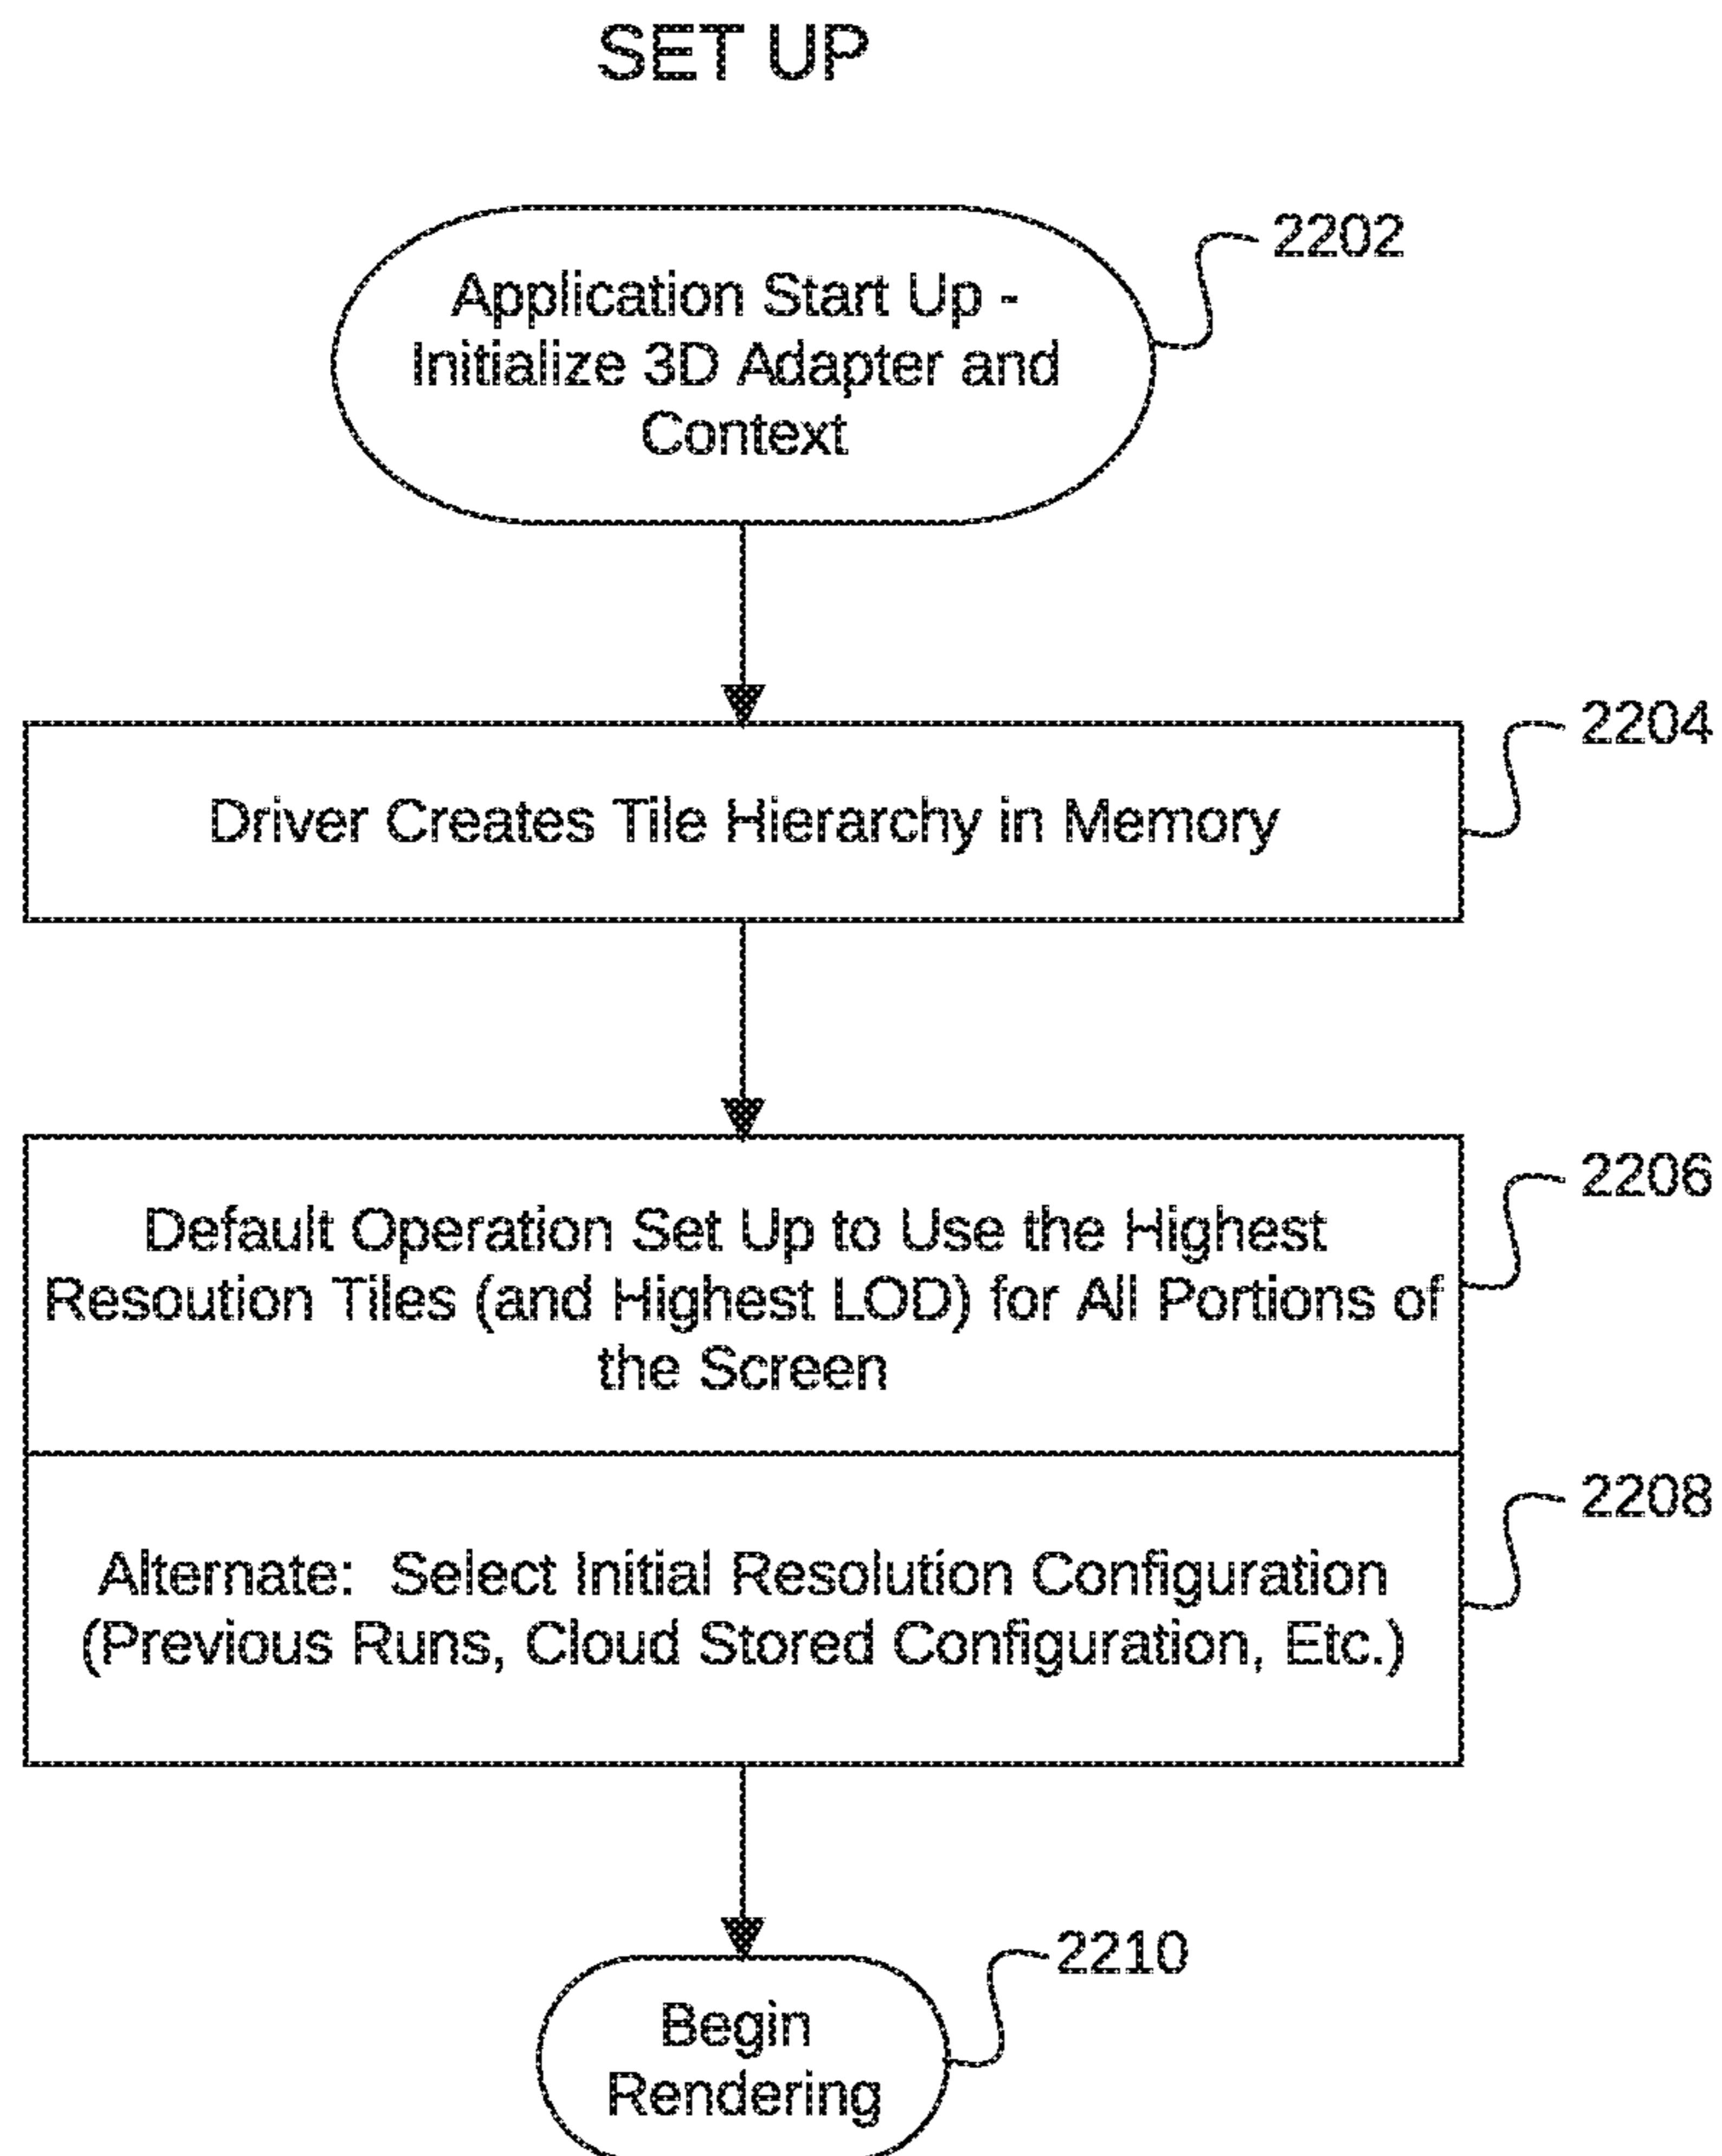 SET UP
2202
Application Start Up -
Initialize 3D Adapter and
Context
2204
Driver Creates Tile Hierarchy in Memory
2206
Default Operation Set Up to Use the Highest
Resoution Tiles (and Highest LOD) for All Portions of
the Screen
2208
Alternate:  Select Initial Resolution Configuration
(Previous Runs, Cloud Stored Configuration, Etc.)
2210
Begin
Rendering